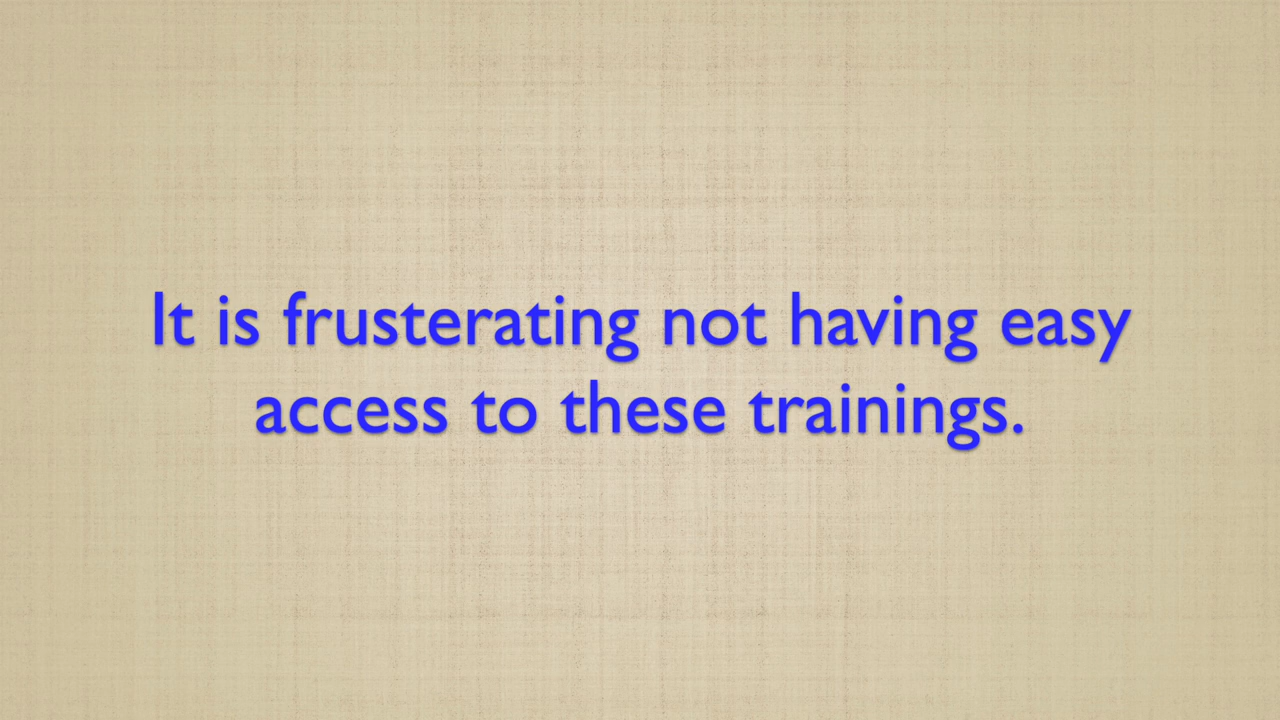 It is frusterating not having easy
access to these trainings.